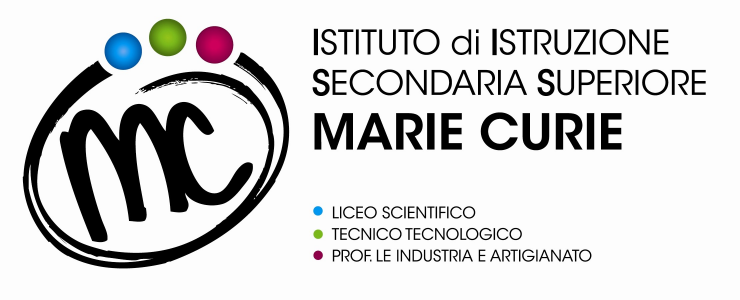 mc
ISTITUTO di ISTRUZIONE
SECONDARIA SUPERIORE
MARIE CURIE
LICEO SCIENTIFICO
TECNICO TECNOLOGICO
PROF. LE INDUSTRIA E ARTIGIANATO